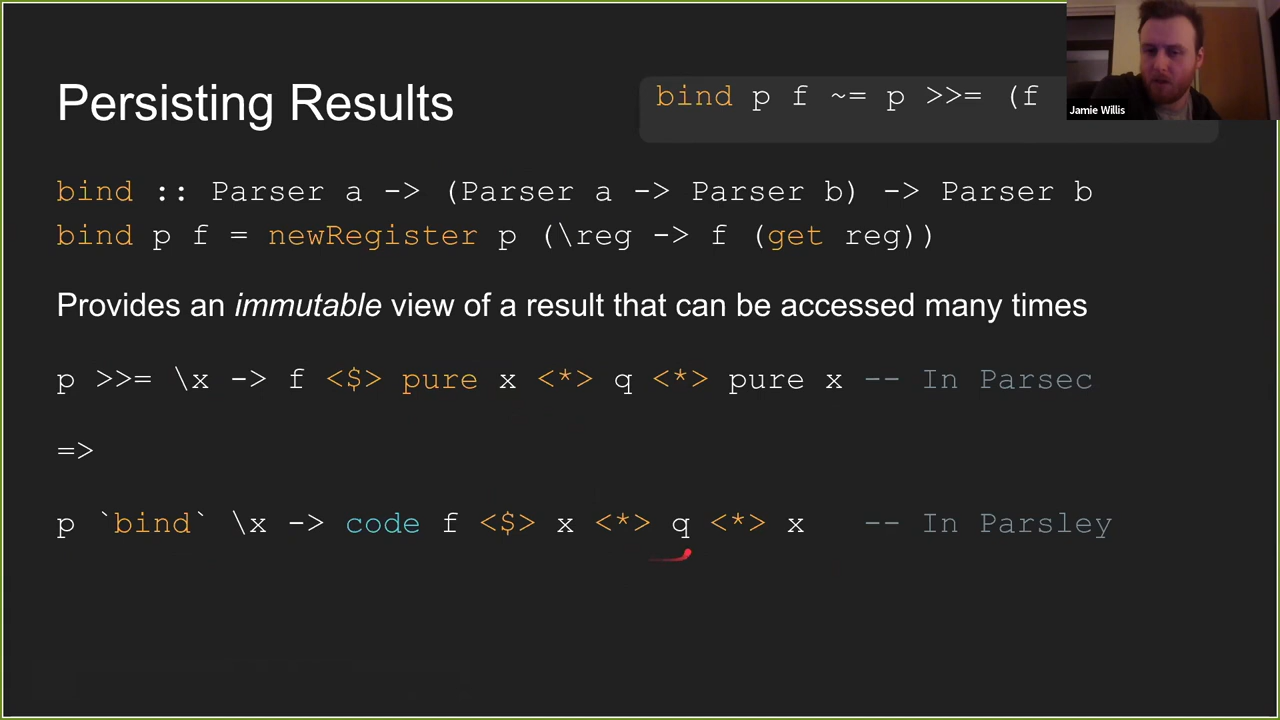 Persisting Results
bind p f ~= p >>= (f
Jamie Willis
bind :: Parser a -> (Parser a -> Parser b) -> Parser b
bind p f = newRegister p (\reg -> f (get reg))
Provides an immutable view of a result that can be accessed many times
p >>= \x -> f <$> pure x <*> q <*> pure x -- In Parsec
=>
p `bind` \x -> code f <$> x <*> q <*> x -- In Parsley